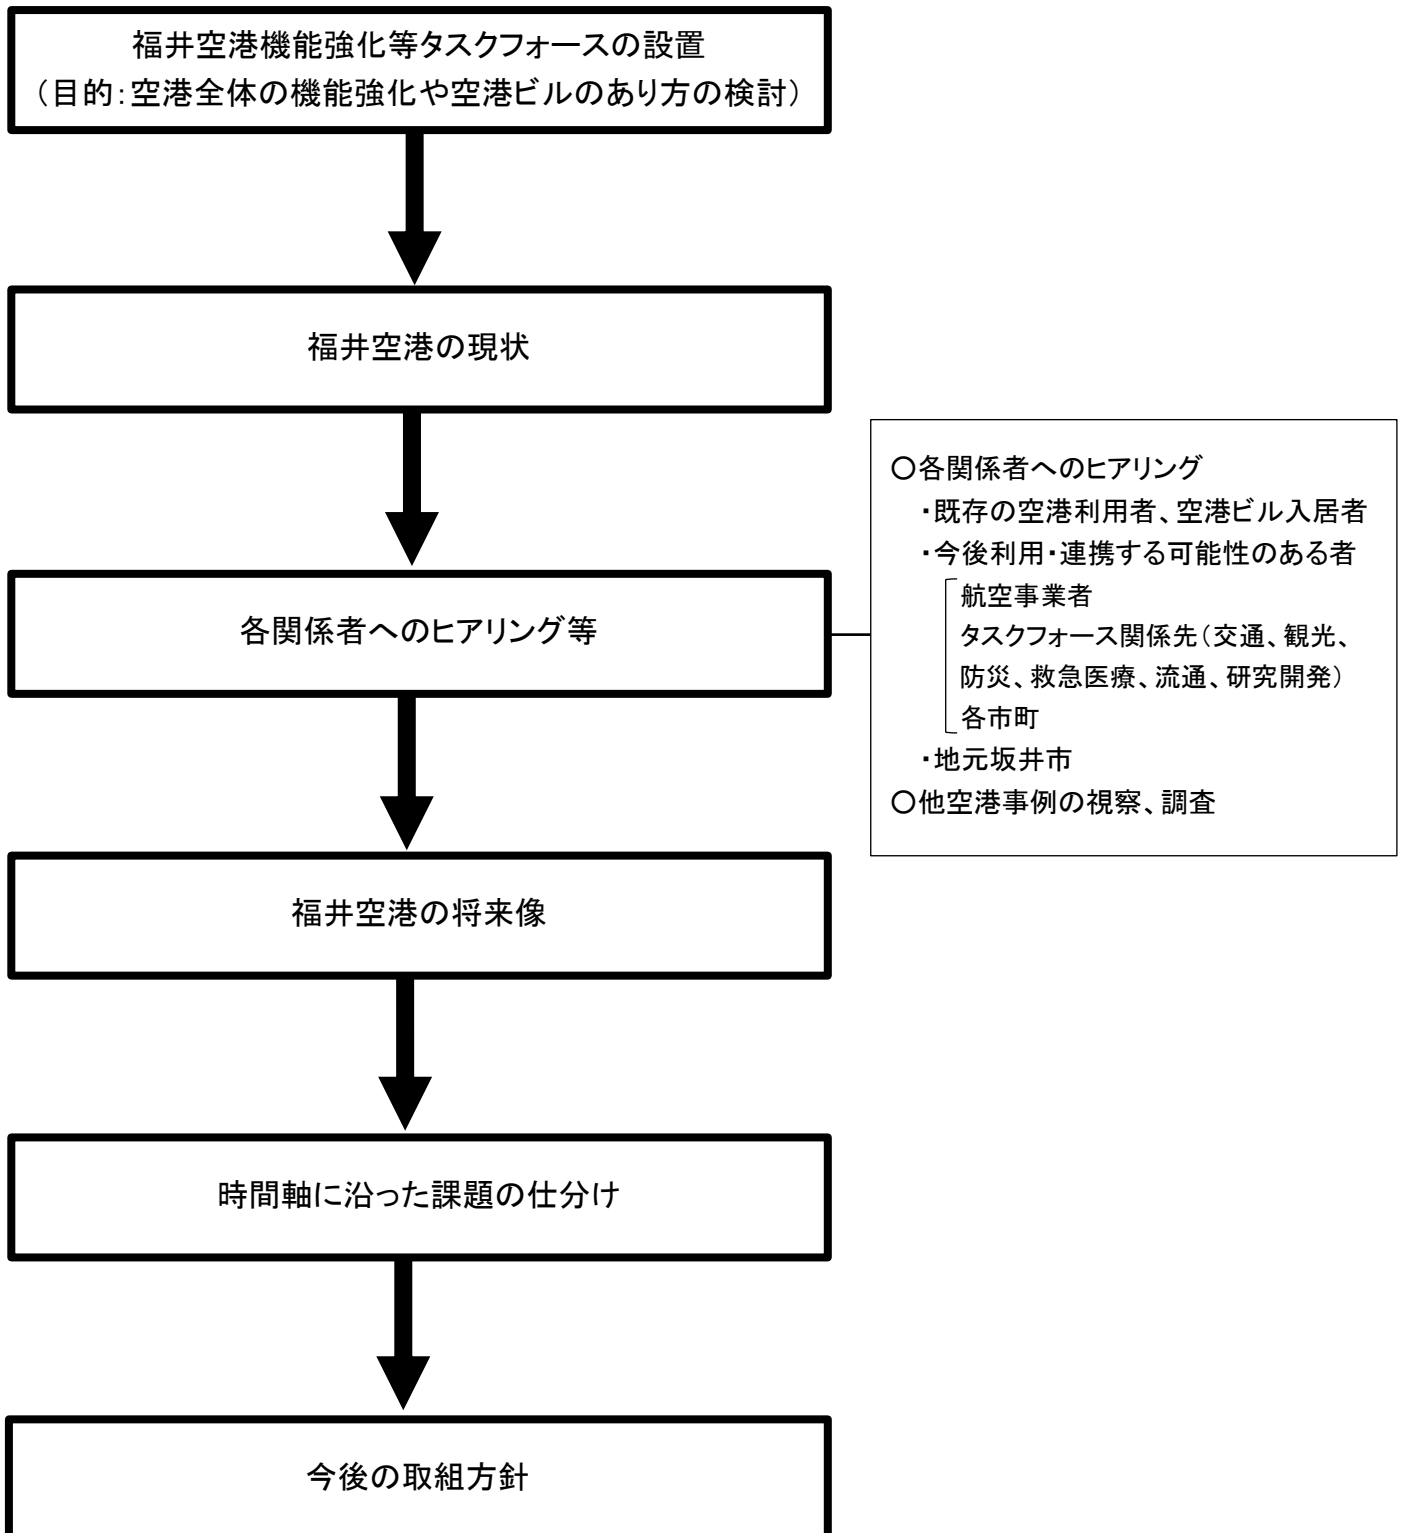 福井空港機能強化等タスクフォースの設置
（目的：空港全体の機能強化や空港ビルのあり方の検討）
福井空港の現状
各関係者へのヒアリング等
○各関係者へのヒアリング
・既存の空港利用者、空港ビル入居者
・今後利用・連携する可能性のある者
航空事業者
タスクフォース関係先（交通、観光、
防災、救急医療、流通、研究開発）
各市町
・地元坂井市
○他空港事例の視察、調査
福井空港の将来像
時間軸に沿った課題の仕分け
今後の取組方針